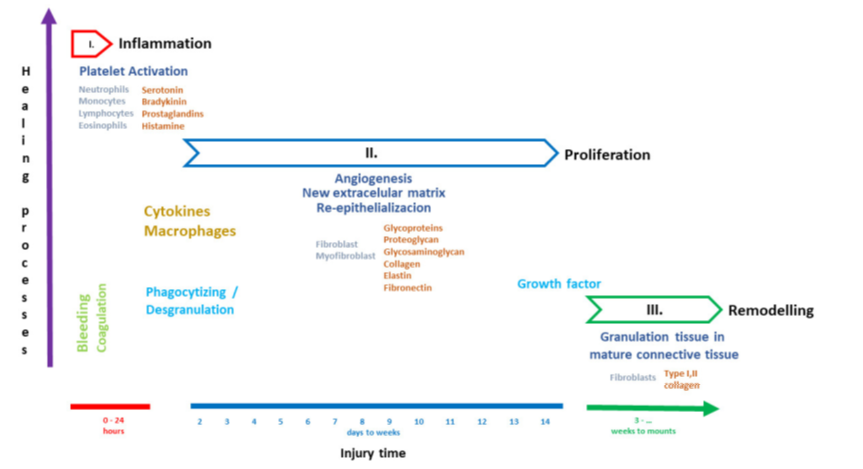 I.
Inflammation
Platelet Activation
Neutrophils Serotonin
Monocytes Bradykinin
Lymphocytes Prostaglandins
Eosinophils Histamine
Healing processes
II.
Proliferation
Angiogenesis
New extracelular matrix
Re-epithelializacion
Cytokines
Macrophages
Fibroblast
Myofibroblast
Glycoproteins
Proteoglycan
Glycosaminoglycan
Collagen
Elastin
Fibronectin
Bleeding
Coagulation
Phagocytizing /
Desgranulation
Growth factor
III.
Remodelling
Granulation tissue in
mature connective tissue
Fibroblasts
Type I,II
collagen
0 - 24
hours
2 3 4 5 6 7 8 9 10 11 12 13 14
days to weeks
3 - ...
weeks to mounts
Injury time